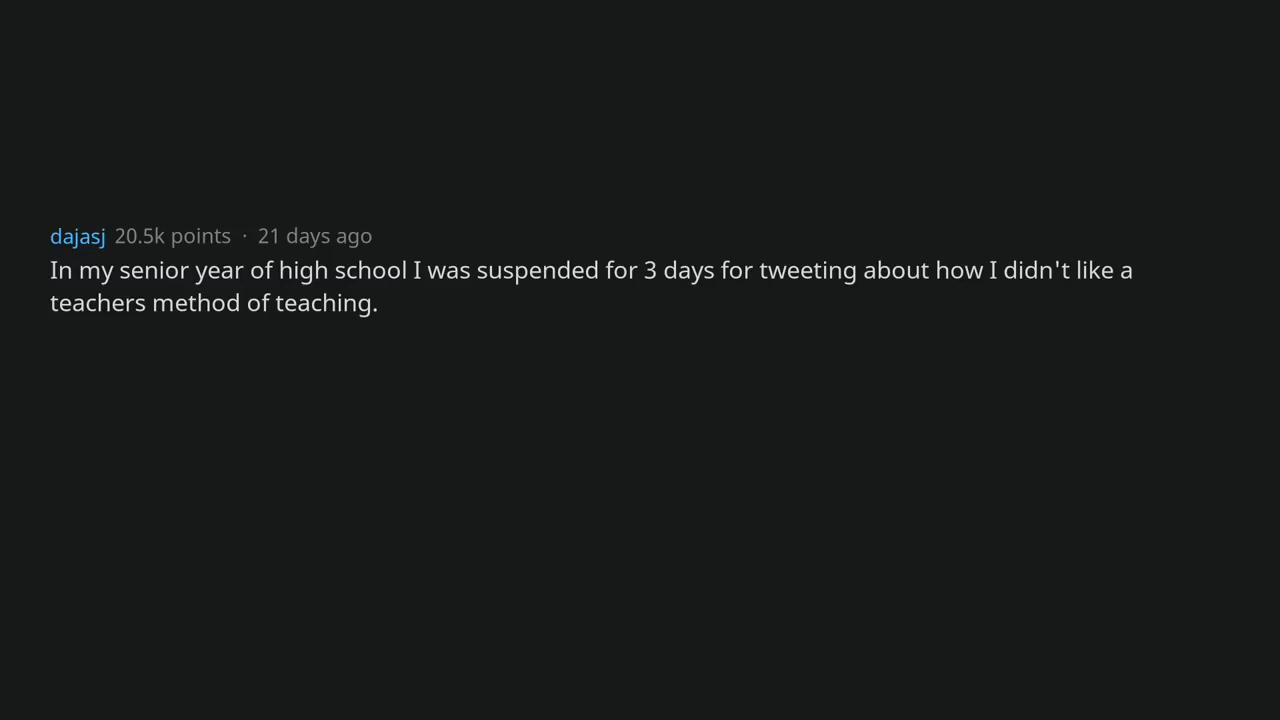 dajasj 20.5k points · 21 days ago
In my senior year of high school I was suspended for 3 days for tweeting about how I didn't like a
teachers method of teaching.